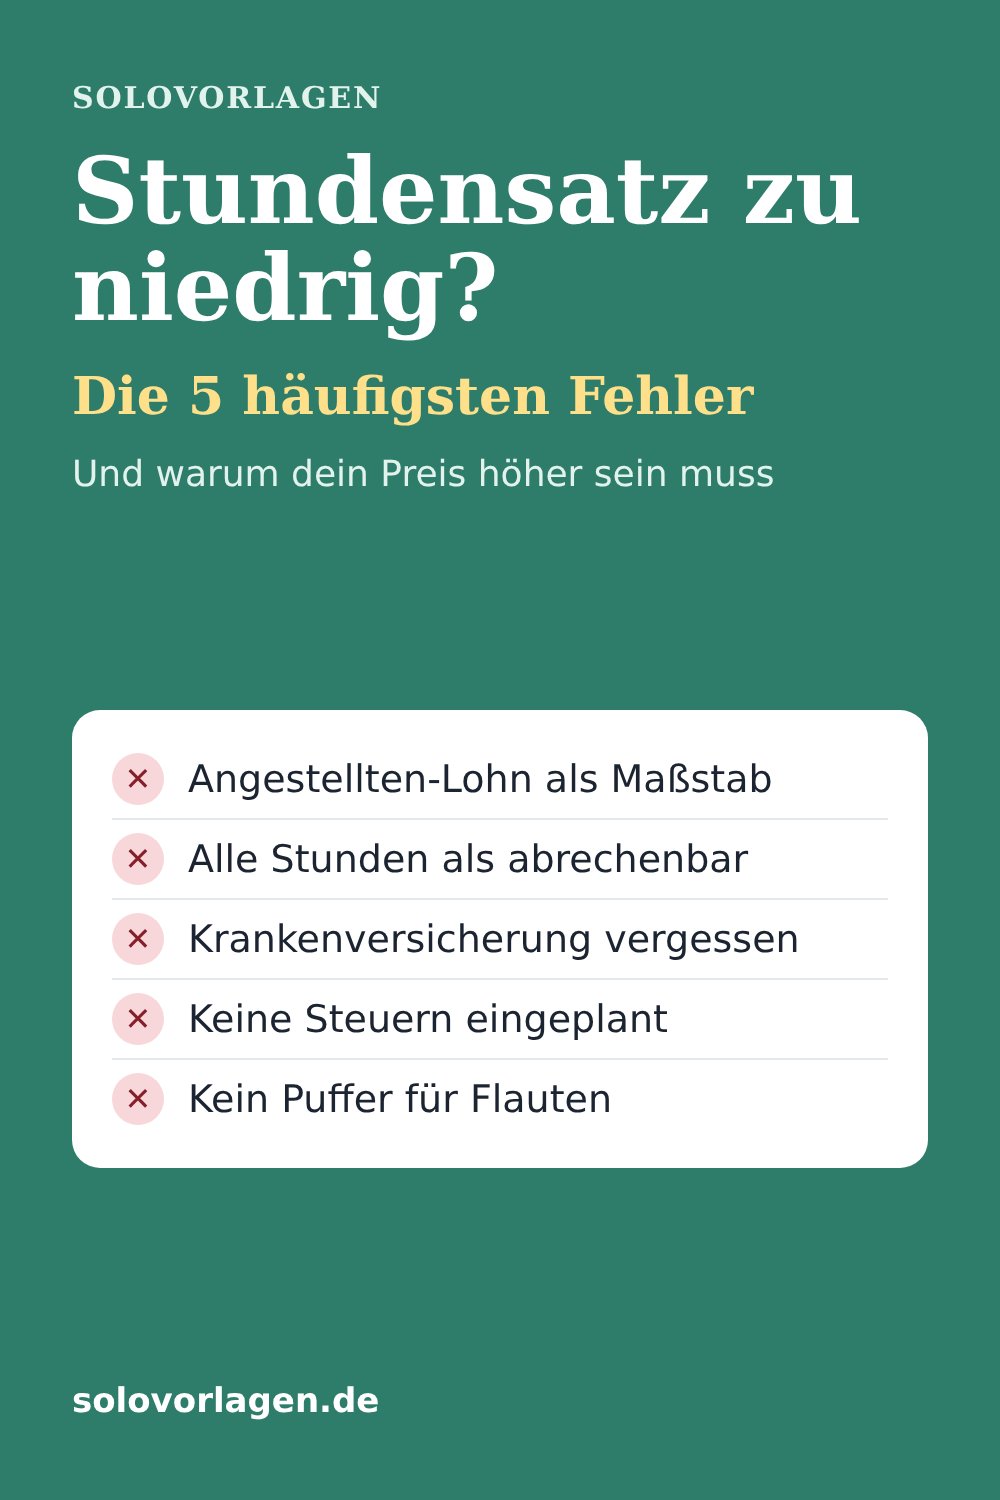 SOLOVORLAGEN
Stundensatz zu
niedrig?
Die 5 häufigsten Fehler
Und warum dein Preis höher sein muss
✕ Angestellten-Lohn als Maßstab
✕ Alle Stunden als abrechenbar
✕ Krankenversicherung vergessen
✕ Keine Steuern eingeplant
✕ Kein Puffer für Flauten
solovorlagen.de